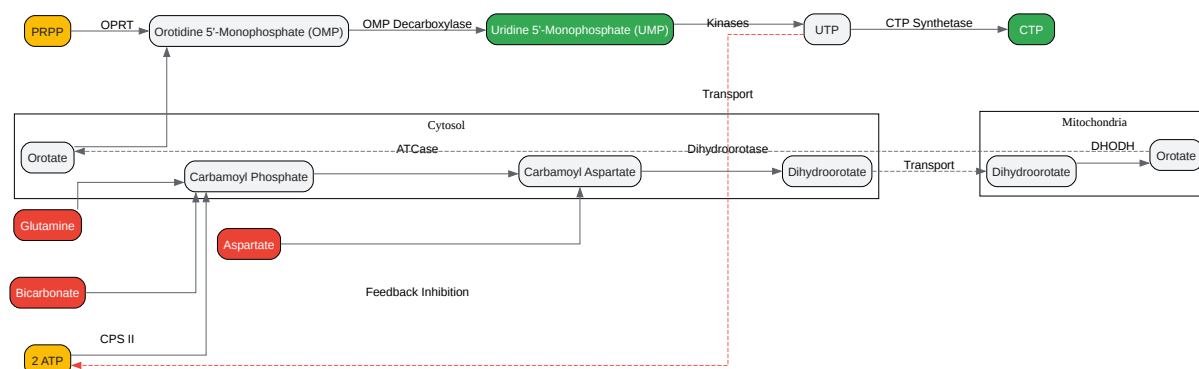 PRPP
OPRT
Orotidine 5'-Monophosphate (OMP)
OMP Decarboxylase
Uridine 5'-Monophosphate (UMP)
Kinases
UTP
CTP Synthetase
CTP
Transport
Cytosol
Mitochondria
Orotate
ATCase
Dihydroorotase
DHODH
Orotate
Carbamoyl Phosphate
Carbamoyl Aspartate
Dihydroorotate
Transport
Dihydroorotate
Glutamine
Aspartate
Bicarbonate
Feedback Inhibition
CPS II
2 ATP